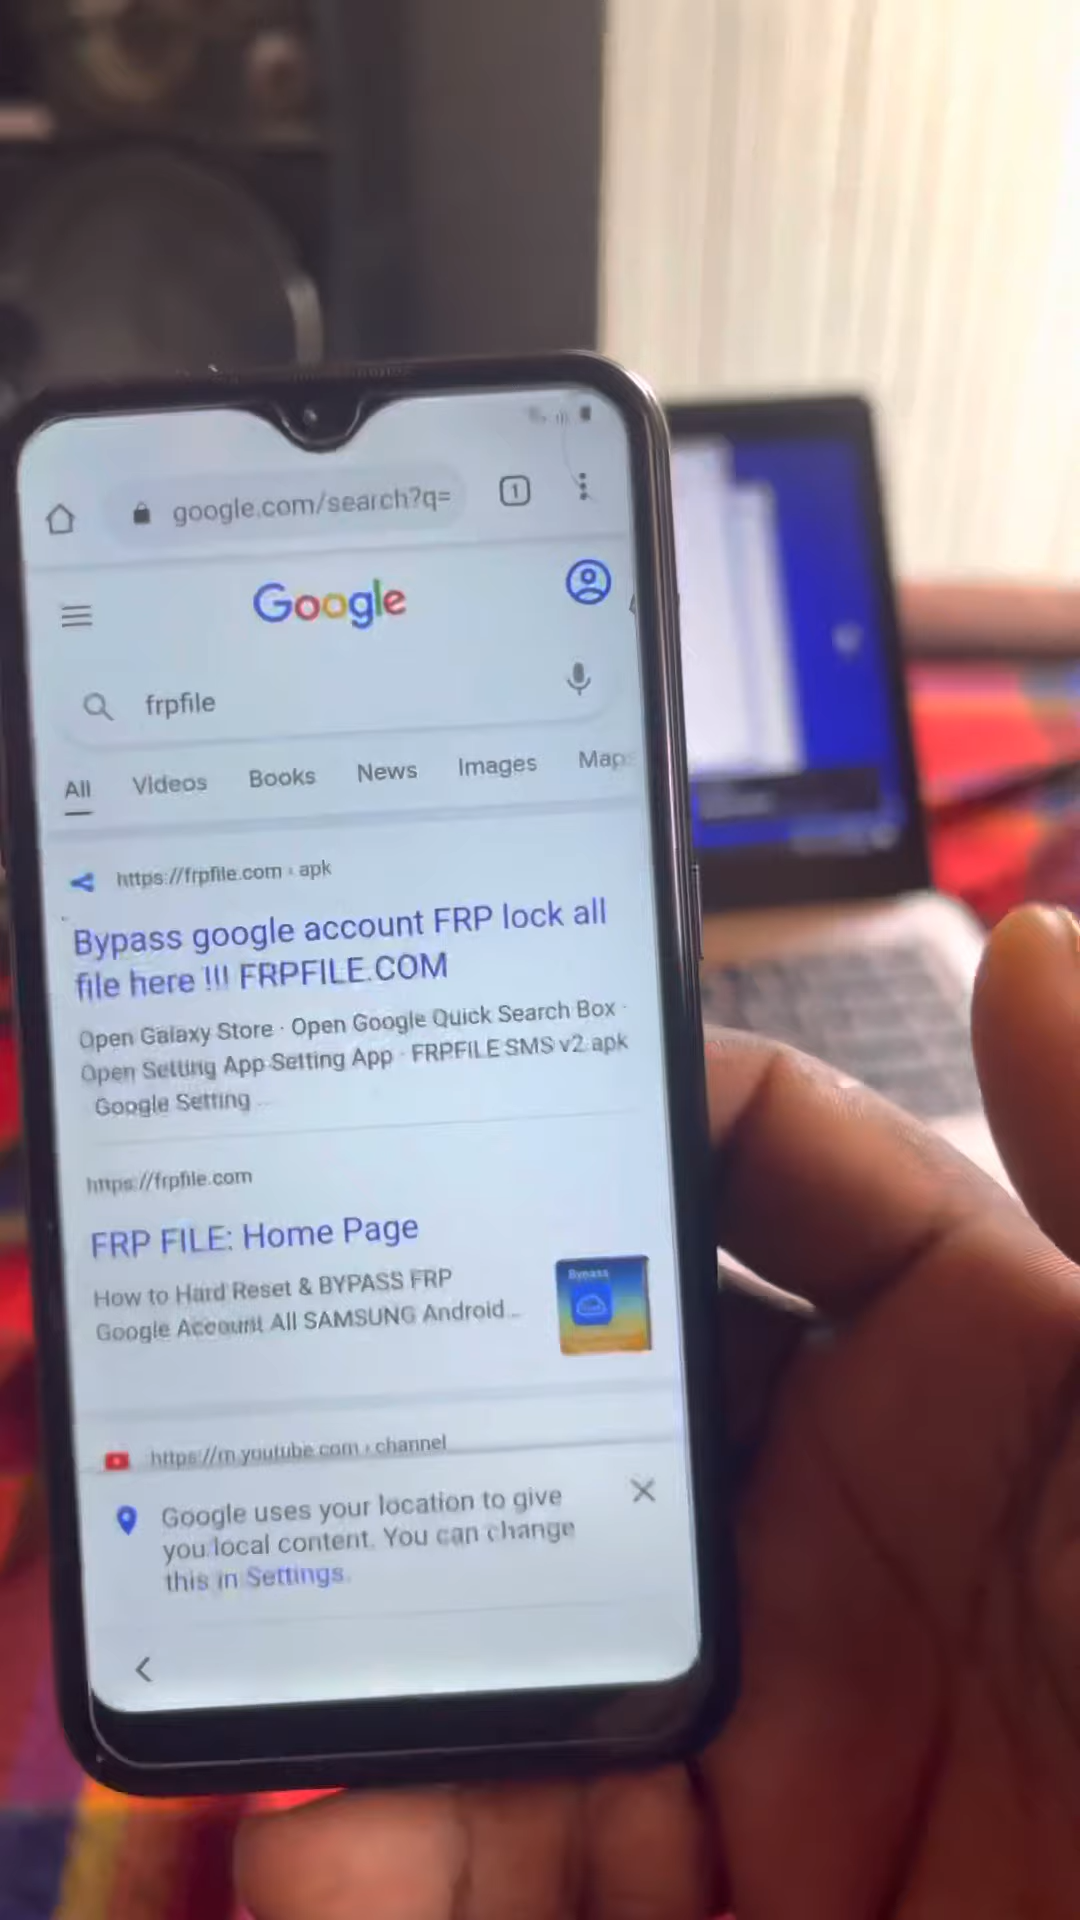 google.com/search?q=
1
Google
frpfile
All Videos Books News Images Maps
https://frpfile.com › apk
Bypass google account FRP lock all
file here !!! FRPFILE.COM
Open Galaxy Store · Open Google Quick Search Box ·
Open Setting App Setting App · FRPFILE SMS v2 apk
Google Setting ...
https://frpfile.com
FRP FILE: Home Page
How to Hard Reset & BYPASS FRP
Google Account All SAMSUNG Android ...
Bypass
https://m.youtube.com › channel
Google uses your location to give
you local content. You can change
this in Settings.